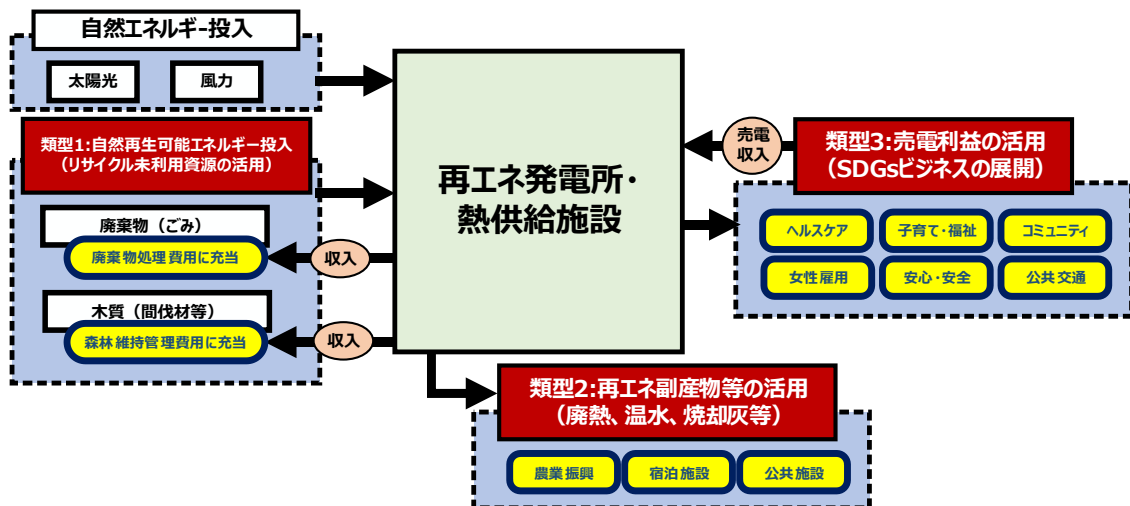 自然エネルギｰ投入
太陽光
風力
類型1:自然再生可能エネルギー投入
（リサイクル未利用資源の活用）
廃棄物（ごみ）
廃棄物処理費用に充当
収入
木質（間伐材等）
森林維持管理費用に充当
収入
再エネ発電所・
熱供給施設
売電
収入
類型3:売電利益の活用
（SDGsビジネスの展開）
ヘルスケア
子育て・福祉
コミュニティ
女性雇用
安心・安全
公共交通
類型2:再エネ副産物等の活用
（廃熱、温水、焼却灰等）
農業振興
宿泊施設
公共施設